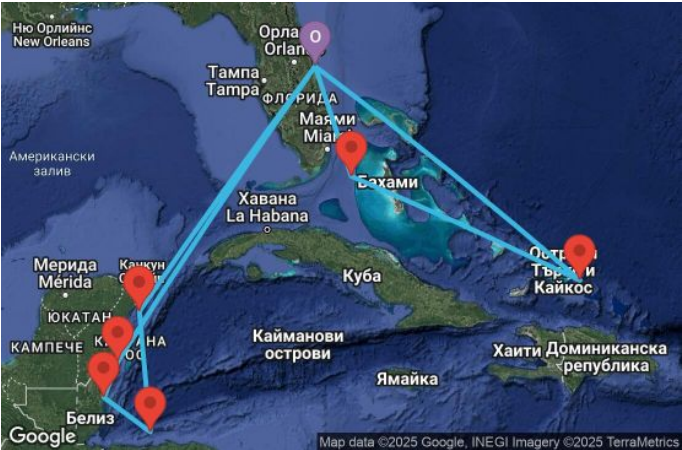 Ню Орлийнс
New Orleans
Орла
Orlan
O
Тампа
Tampa
ФЛОРИДА
Маями
Miami
Американски
залив
Бахами
Хавана
La Habana
Мерида
Mérida
Канкун
ЮКАТАН
КАМПЕЧЕ
Куба
Кайманови
острови
Кайкос
Хаити
Доминиканска
република
Ямайка
Белиз
Google
Map data ©2025 Google, INEGI Imagery ©2025 TerraMetrics